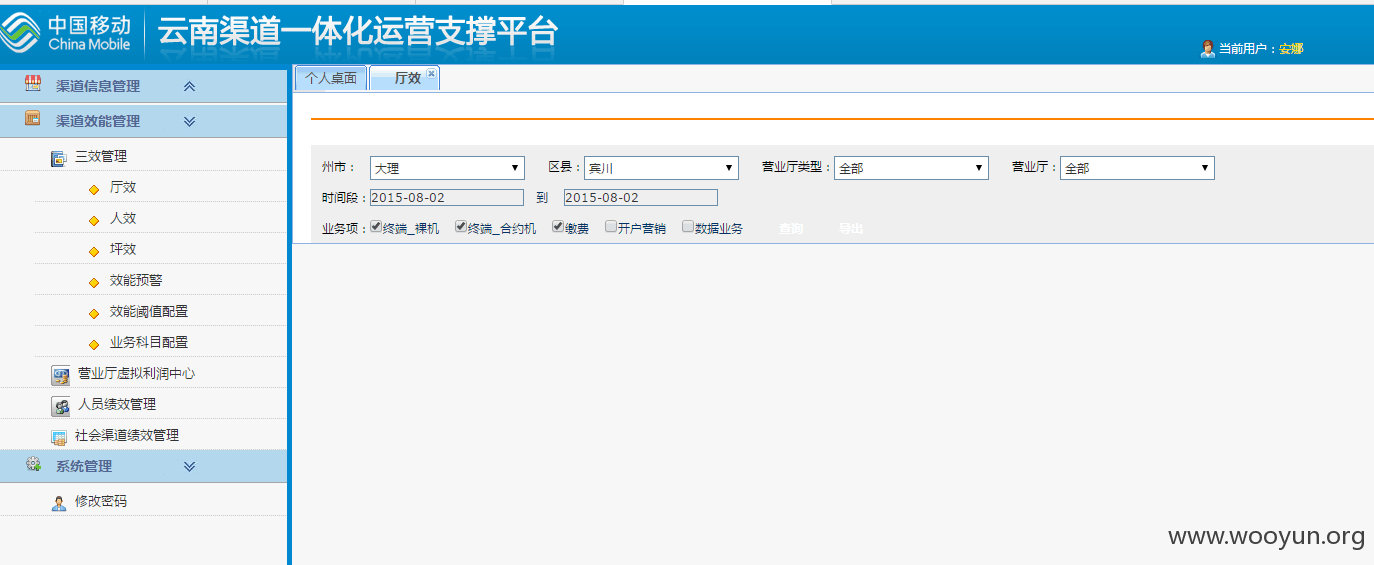 中国移动
China Mobile
云南渠道一体化运营支撑平台
当前用户：安娜
渠道信息管理
渠道效能管理
三效管理
厅效
人效
坪效
效能预警
效能阈值配置
业务科目配置
营业厅虚拟利润中心
人员绩效管理
社会渠道绩效管理
系统管理
修改密码
个人桌面 厅效
州市： 大理 区县： 宾川 营业厅类型： 全部 营业厅： 全部
时间段： 2015-08-02 到 2015-08-02
业务项： 终端_裸机 终端_合约机 缴费 开户营销 数据业务 查询 导出
www.wooyun.org